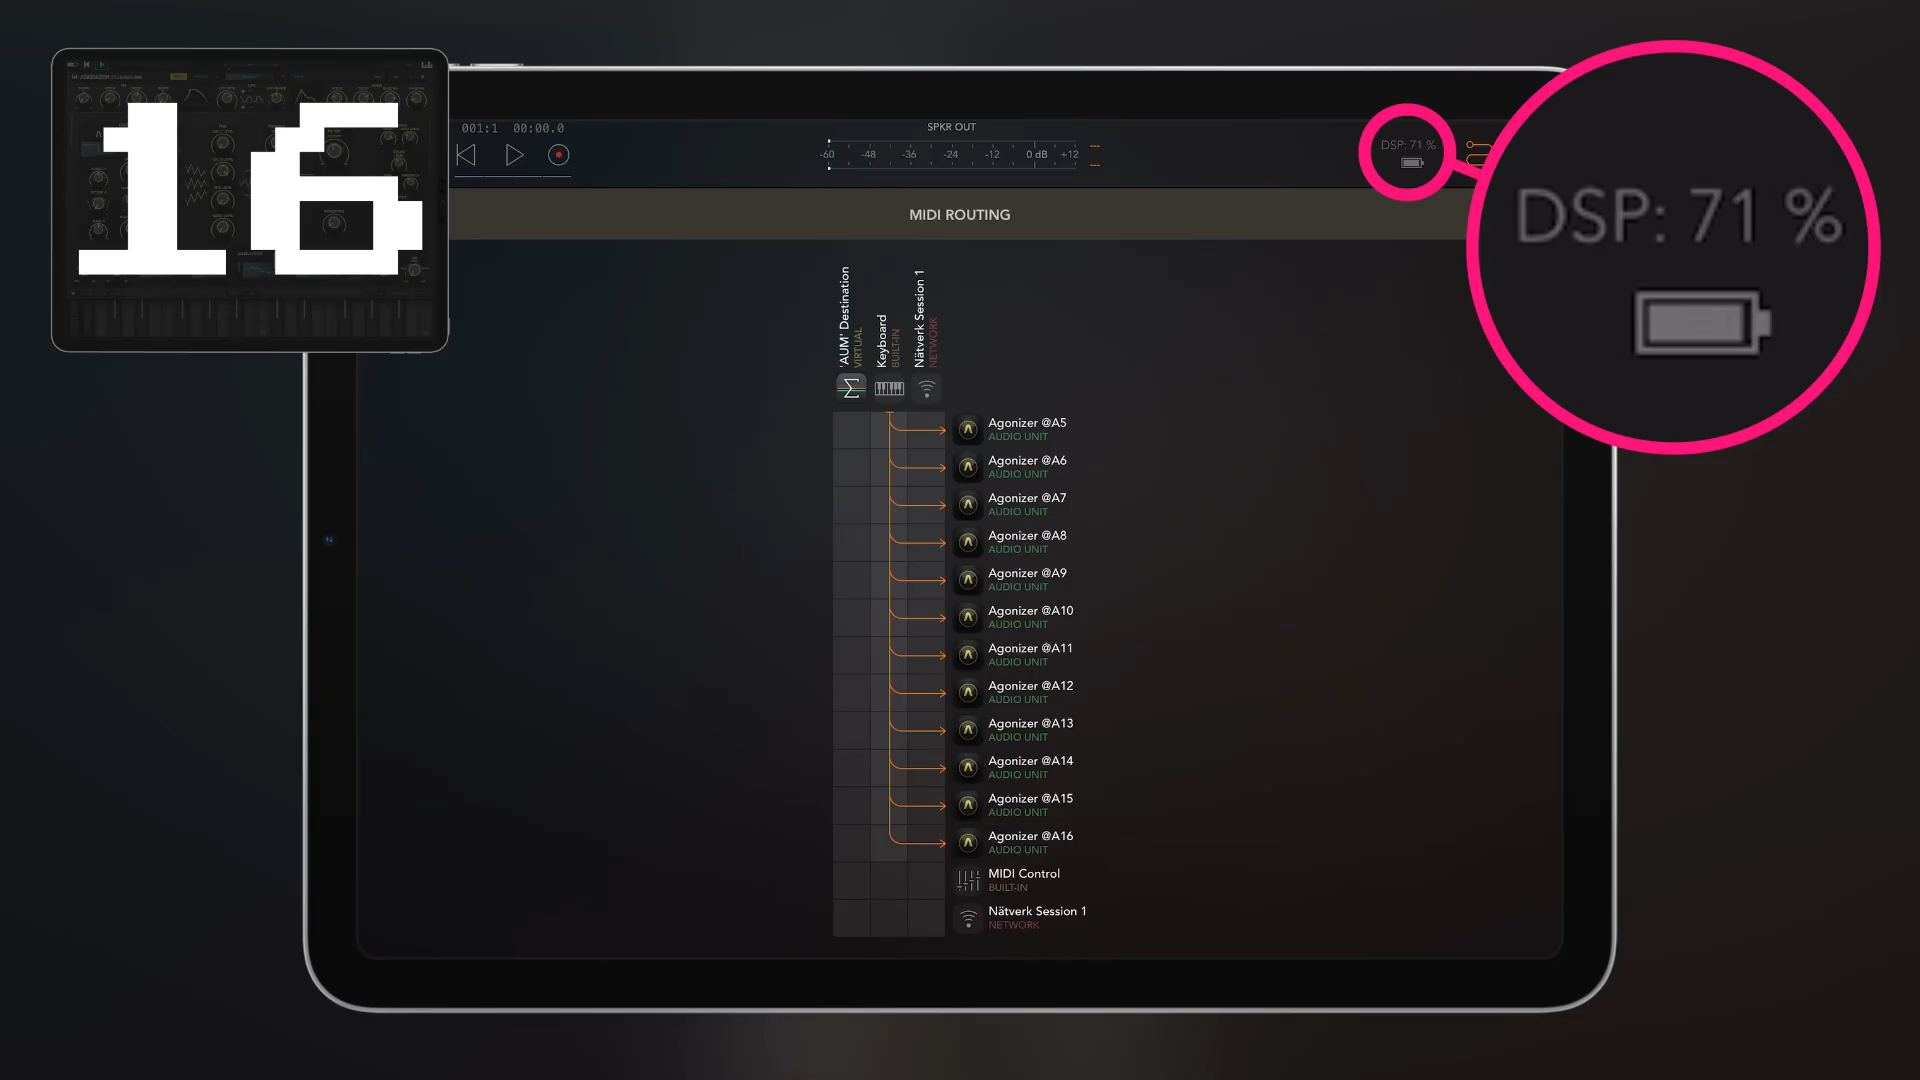 16
001:1 00:00.0
SPKR OUT
-60 -48 -36 -24 -12 0 dB +12
DSP: 71 %
DSP: 71 %
MIDI ROUTING
'AUM' Destination
VIRTUAL
Keyboard
BUILT-IN
Nätverk Session 1
NETWORK
Agonizer @A5
AUDIO UNIT
Agonizer @A6
AUDIO UNIT
Agonizer @A7
AUDIO UNIT
Agonizer @A8
AUDIO UNIT
Agonizer @A9
AUDIO UNIT
Agonizer @A10
AUDIO UNIT
Agonizer @A11
AUDIO UNIT
Agonizer @A12
AUDIO UNIT
Agonizer @A13
AUDIO UNIT
Agonizer @A14
AUDIO UNIT
Agonizer @A15
AUDIO UNIT
Agonizer @A16
AUDIO UNIT
MIDI Control
BUILT-IN
Nätverk Session 1
NETWORK